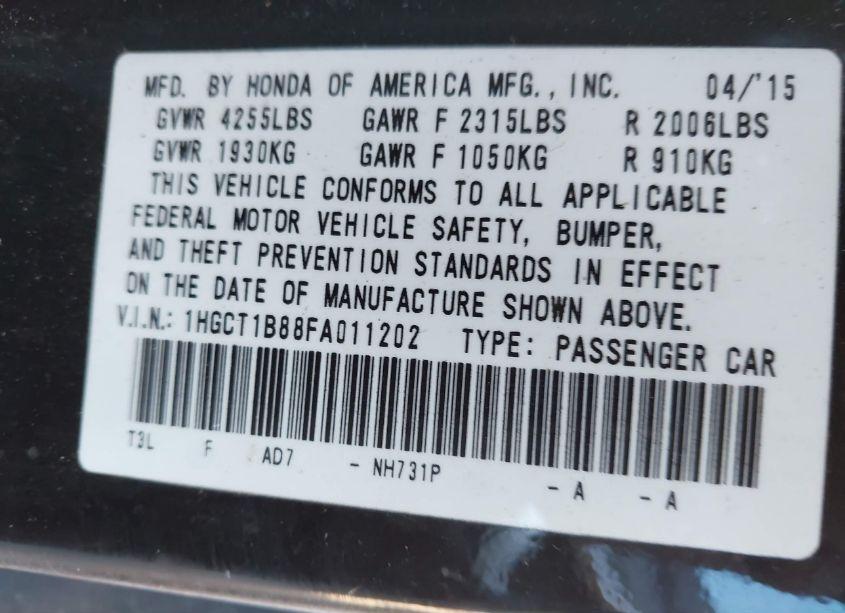 MFD. BY HONDA OF AMERICA MFG., INC. 04/'15
GVWR 4255LBS GAWR F 2315LBS R 2006LBS
GVWR 1930KG GAWR F 1050KG R 910KG
THIS VEHICLE CONFORMS TO ALL APPLICABLE
FEDERAL MOTOR VEHICLE SAFETY, BUMPER,
AND THEFT PREVENTION STANDARDS IN EFFECT
ON THE DATE OF MANUFACTURE SHOWN ABOVE.
V.I.N.: 1HGCT1B88FA011202 TYPE: PASSENGER CAR
T3L F AD7 - NH731P - A - A